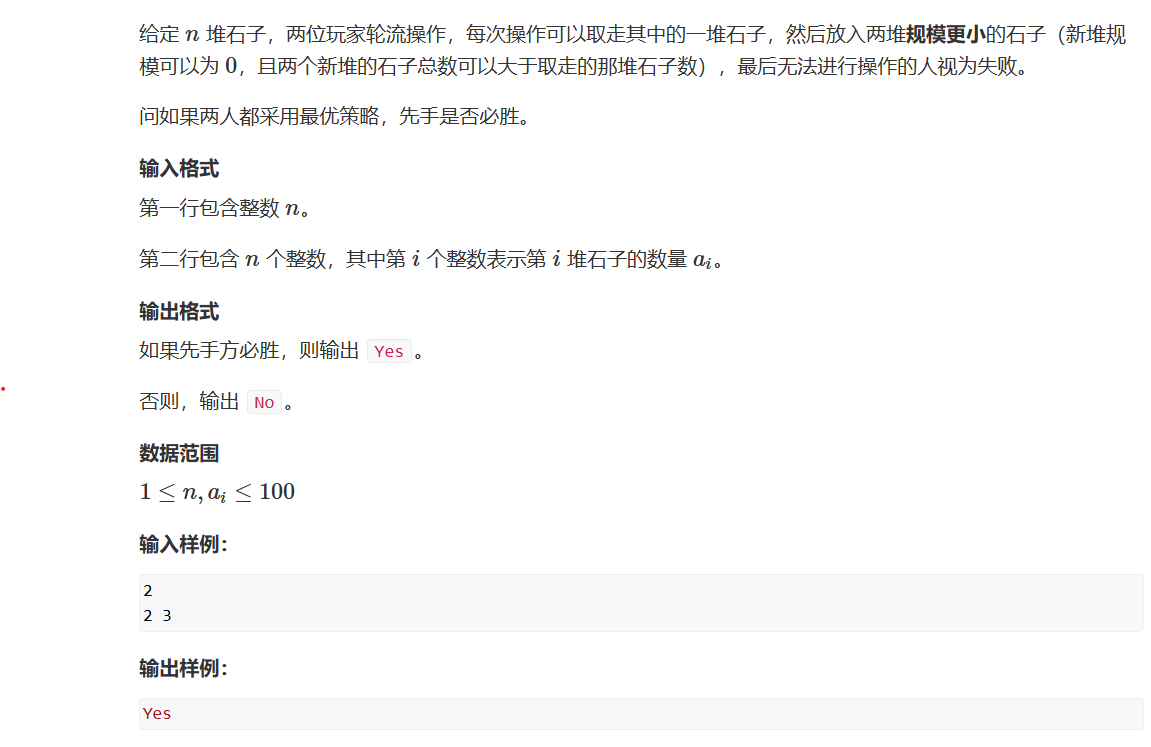 给定 n 堆石子，两位玩家轮流操作，每次操作可以取走其中的一堆石子，然后放入两堆规模更小的石子（新堆规
模可以为 0，且两个新堆的石子总数可以大于取走的那堆石子数），最后无法进行操作的人视为失败。
问如果两人都采用最优策略，先手是否必胜。
输入格式
第一行包含整数 n。
第二行包含 n 个整数，其中第 i 个整数表示第 i 堆石子的数量 aᵢ。
输出格式
如果先手方必胜，则输出 Yes 。
否则，输出 No 。
数据范围
1 ≤ n, aᵢ ≤ 100
输入样例：
2
2 3
输出样例：
Yes